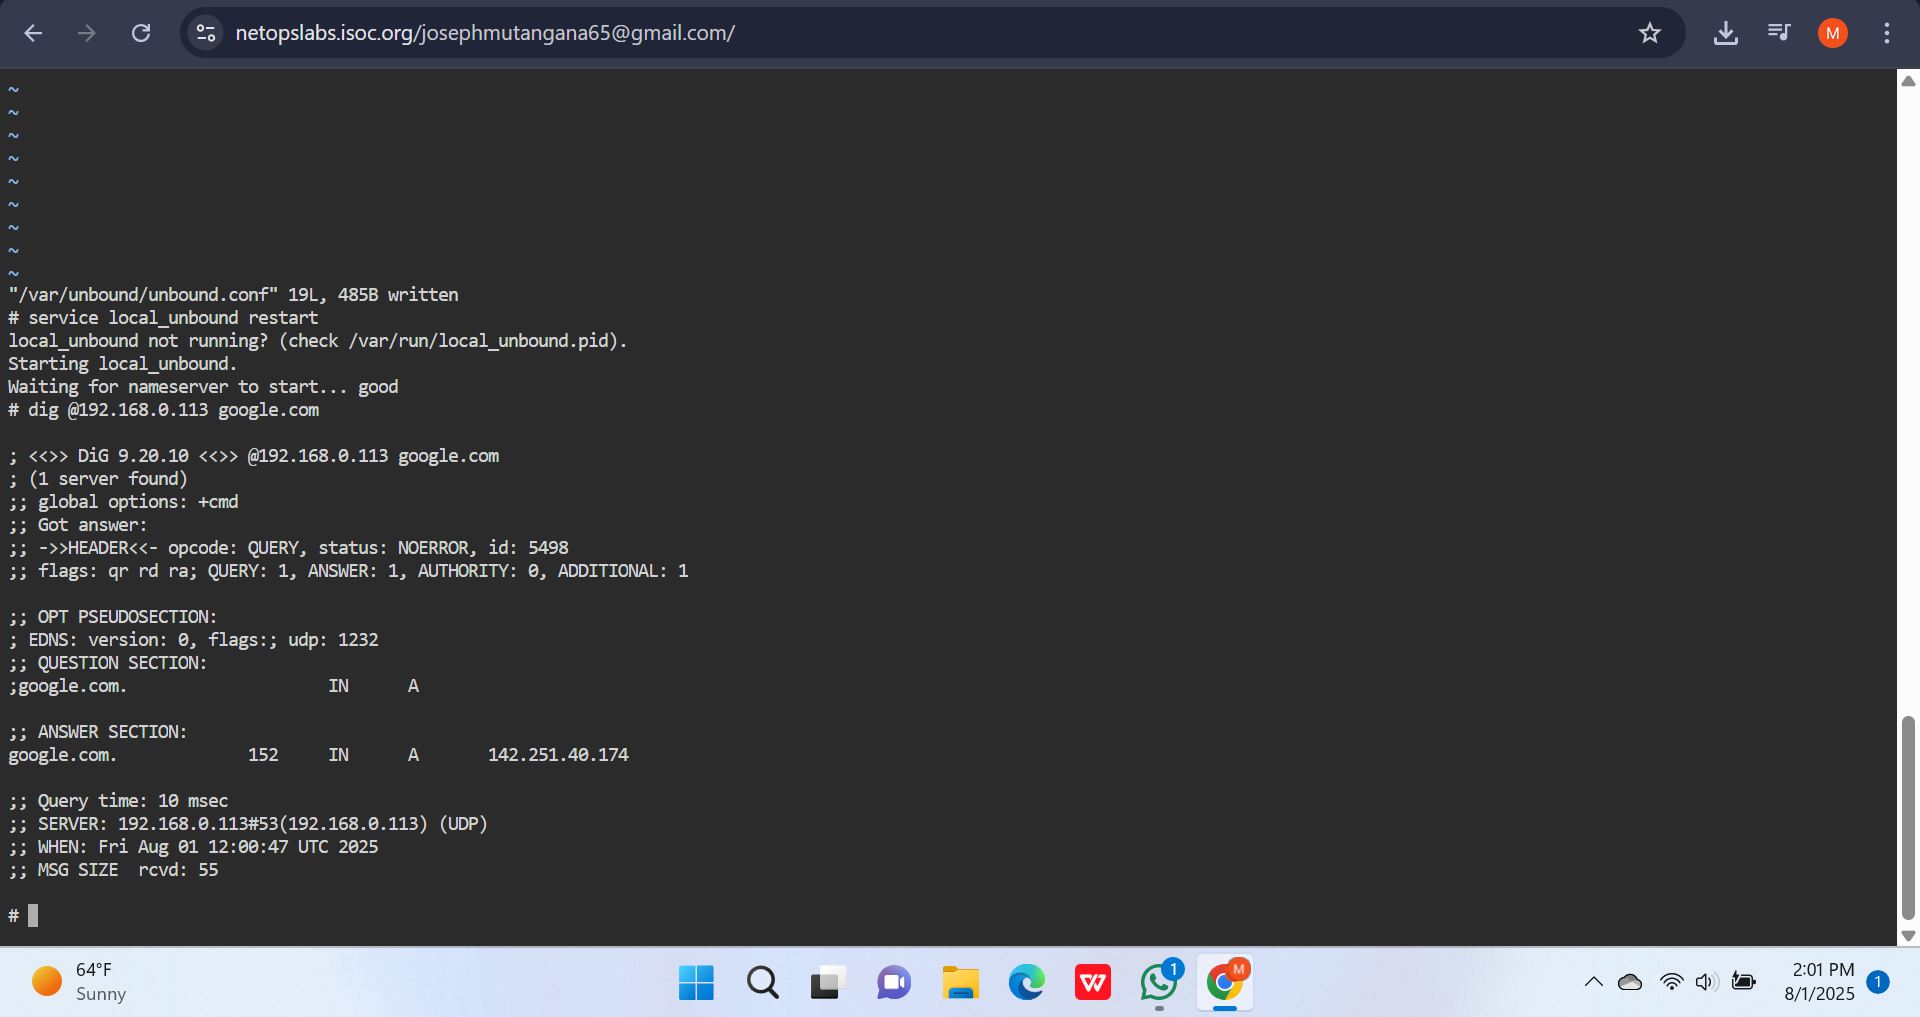 netopslabs.isoc.org/josephmutangana65@gmail.com/
M
~
~
~
~
~
~
~
~
~
"/var/unbound/unbound.conf" 19L, 485B written
# service local_unbound restart
local_unbound not running? (check /var/run/local_unbound.pid).
Starting local_unbound.
Waiting for nameserver to start... good
# dig @192.168.0.113 google.com
; <<>> DiG 9.20.10 <<>> @192.168.0.113 google.com
; (1 server found)
;; global options: +cmd
;; Got answer:
;; ->>HEADER<<- opcode: QUERY, status: NOERROR, id: 5498
;; flags: qr rd ra; QUERY: 1, ANSWER: 1, AUTHORITY: 0, ADDITIONAL: 1
;; OPT PSEUDOSECTION:
; EDNS: version: 0, flags:; udp: 1232
;; QUESTION SECTION:
;google.com. IN A
;; ANSWER SECTION:
google.com. 152 IN A 142.251.40.174
;; Query time: 10 msec
;; SERVER: 192.168.0.113#53(192.168.0.113) (UDP)
;; WHEN: Fri Aug 01 12:00:47 UTC 2025
;; MSG SIZE  rcvd: 55
#
64°F
Sunny
W
1
M
2:01 PM
8/1/2025
1